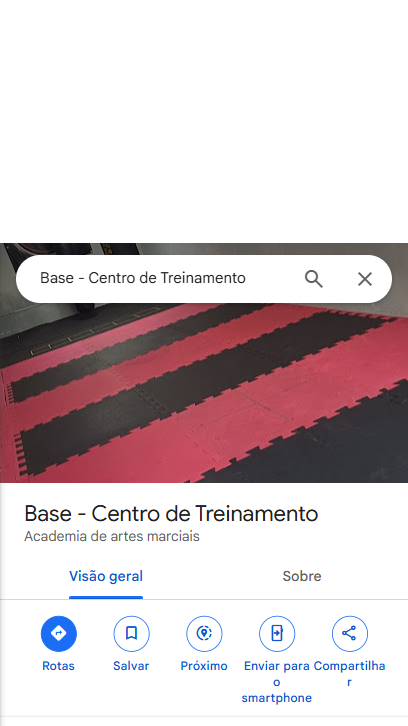 Base - Centro de Treinamento
Base - Centro de Treinamento
Academia de artes marciais
Visão geral
Sobre
Rotas
Salvar
Próximo
Enviar para
o
smartphone
Compartilha
r